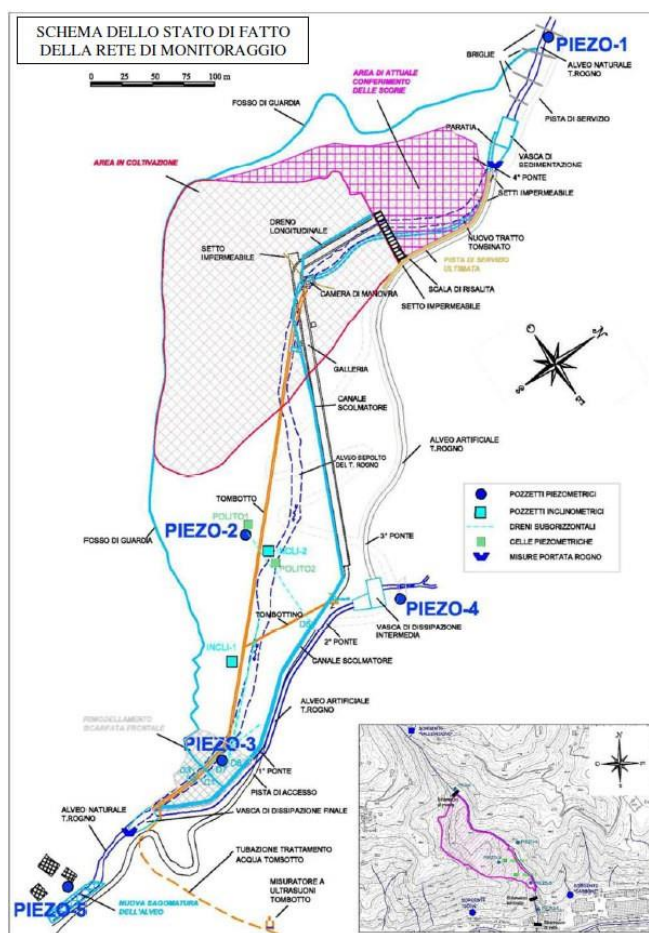 SCHEMA DELLO STATO DI FATTO
DELLA RETE DI MONITORAGGIO
0
50
100 m
BRIGLIE
PIEZO-1
ALVEO NATURALE
T.ROGNO
AREA DI ATTUALE
CONFERIMENTO
DELLE SCORIE
FOSSO DI GUARDIA
PISTA DI SERVIZIO
PARATIA
VASCA DI
SEDIMENTAZIONE
AREA IN COLTIVAZIONE
4° PONTE
SETTI IMPERMEABILE
DRENO
LONGITUDINALE
NUOVO TRATTO
TOMBINATO
SETTO
IMPERMEABILE
PISTA DI SERVIZIO
ULTIMATA
SCALA DI RISALITA
CAMERA DI MANOVRA
SETTO IMPERMEABILE
GALLERIA
CANALE
SCOLMATORE
ALVEO ARTIFICIALE
T.ROGNO
ALVEO SEPOLTO
DEL T. ROGNO
POZZETTI PIEZOMETRICI
POZZETTI INCLINOMETRICI
DRENI SUBORIZZONTALI
CELLE PIEZOMETRICHE
MISURE PORTATA ROGNO
TOMBOTTO
POLITO1
PIEZO-2
FOSSO DI GUARDIA
INCLI-2
POLITO2
3° PONTE
PIEZO-4
VASCA DI DISSIPAZIONE
INTERMEDIA
TOMBOTTINO
2° PONTE
CANALE SCOLMATORE
INCLI-1
ALVEO ARTIFICIALE
T.ROGNO
RIMODELLAMENTO
SCARPATA FRONTALE
PIEZO-3
1° PONTE
PISTA DI ACCESSO
ALVEO NATURALE
T.ROGNO
VASCA DI DISSIPAZIONE FINALE
TUBAZIONE TRATTAMENTO
ACQUA TOMBOTTO
MISURATORE A
ULTRASUONI
TOMBOTTO
PIEZO-5
NUOVA SAGOMATURA
DELL'ALVEO
SORGENTE
N